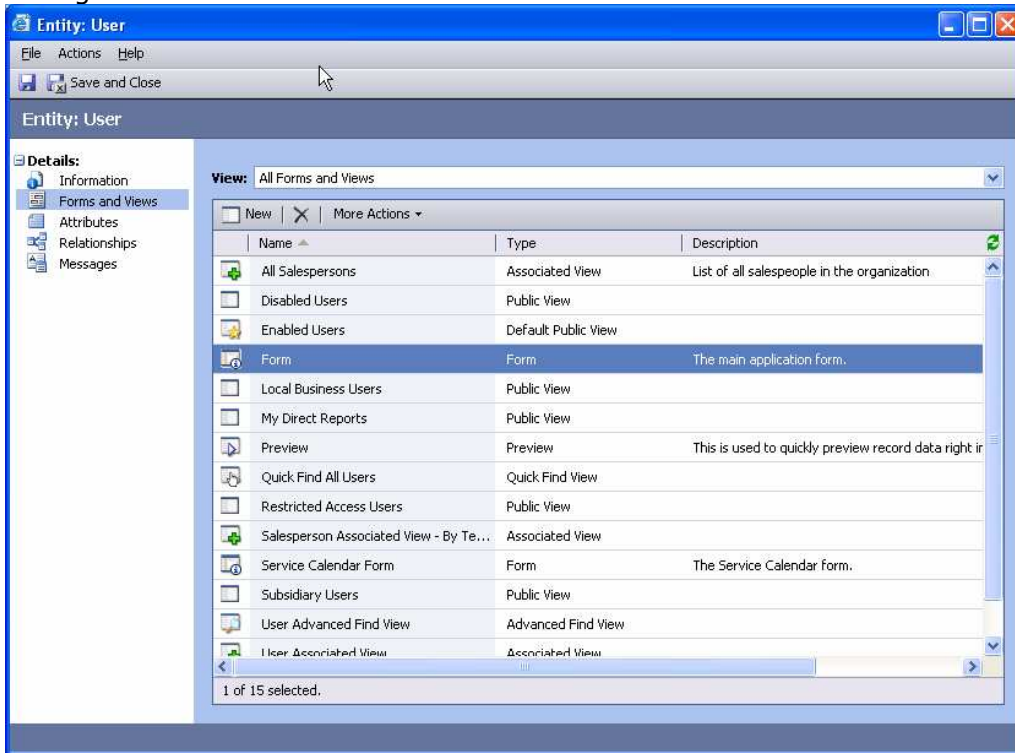 Entity: User
File Actions Help
Save and Close
Entity: User
Details:
Information
Forms and Views
Attributes
Relationships
Messages
View: All Forms and Views
New | More Actions
Name Type Description
All Salespersons Associated View List of all salespeople in the organization
Disabled Users Public View
Enabled Users Default Public View
Form Form The main application form.
Local Business Users Public View
My Direct Reports Public View
Preview Preview This is used to quickly preview record data right ir
Quick Find All Users Quick Find View
Restricted Access Users Public View
Salesperson Associated View - By Te... Associated View
Service Calendar Form Form The Service Calendar form.
Subsidiary Users Public View
User Advanced Find View Advanced Find View
User Associated View Associated View
1 of 15 selected.